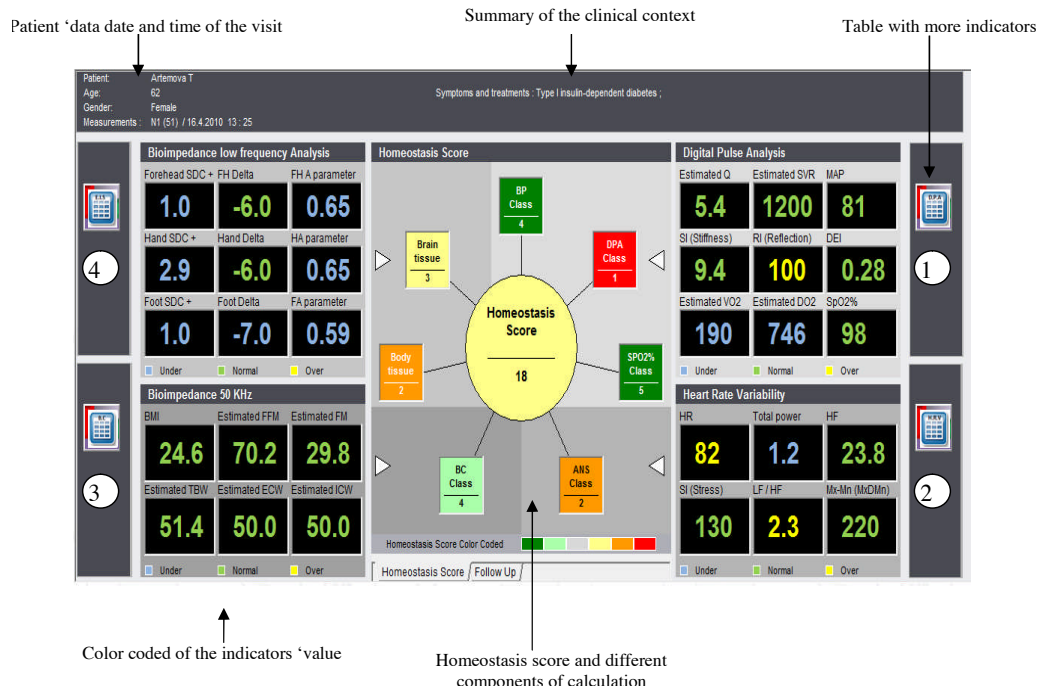 Summary of the clinical context
Patient ‘data date and time of the visit
Table with more indicators
Patient: Artemova T
Age: 62
Gender: Female
Measurements : N1 (51) / 16.4.2010 13 : 25
Symptoms and treatments : Type I insulin-dependent diabetes ;
Bioimpedance low frequency Analysis
Forehead SDC + FH Delta FH A parameter
1.0 -6.0 0.65
Hand SDC + Hand Delta HA parameter
2.9 -6.0 0.65
Foot SDC + Foot Delta FA parameter
1.0 -7.0 0.59
Under Normal Over
E.I.S
4
Bioimpedance 50 KHz
BMI Estimated FFM Estimated FM
24.6 70.2 29.8
Estimated TBW Estimated ECW Estimated ICW
51.4 50.0 50.0
Under Normal Over
B.C
3
Homeostasis Score
BP
Class
4
Brain
tissue
3
DPA
Class
1
Homeostasis
Score
18
Body
tissue
2
SPO2%
Class
5
BC
Class
4
ANS
Class
2
Homeostasis Score Color Coded
Homeostasis Score Follow Up
Digital Pulse Analysis
Estimated Q Estimated SVR MAP
5.4 1200 81
SI (Stiffness) RI (Reflection) DEI
9.4 100 0.28
Estimated VO2 Estimated DO2 SpO2%
190 746 98
Under Normal Over
D.P.A
1
Heart Rate Variability
HR Total power HF
82 1.2 23.8
SI (Stress) LF / HF Mx-Mn (MxDMn)
130 2.3 220
Under Normal Over
H.R.V
2
Color coded of the indicators ‘value
Homeostasis score and different
components of calculation